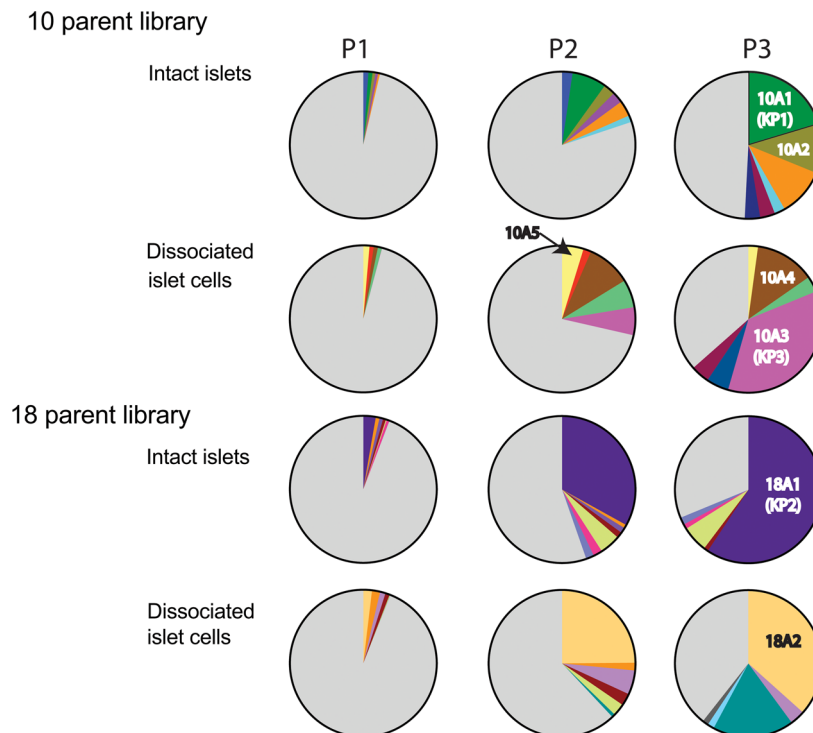 10 parent library
P1
P2
P3
Intact islets
10A1
(KP1)
10A2
Dissociated
islet cells
10A5
10A4
10A3
(KP3)
18 parent library
Intact islets
18A1
(KP2)
Dissociated
islet cells
18A2